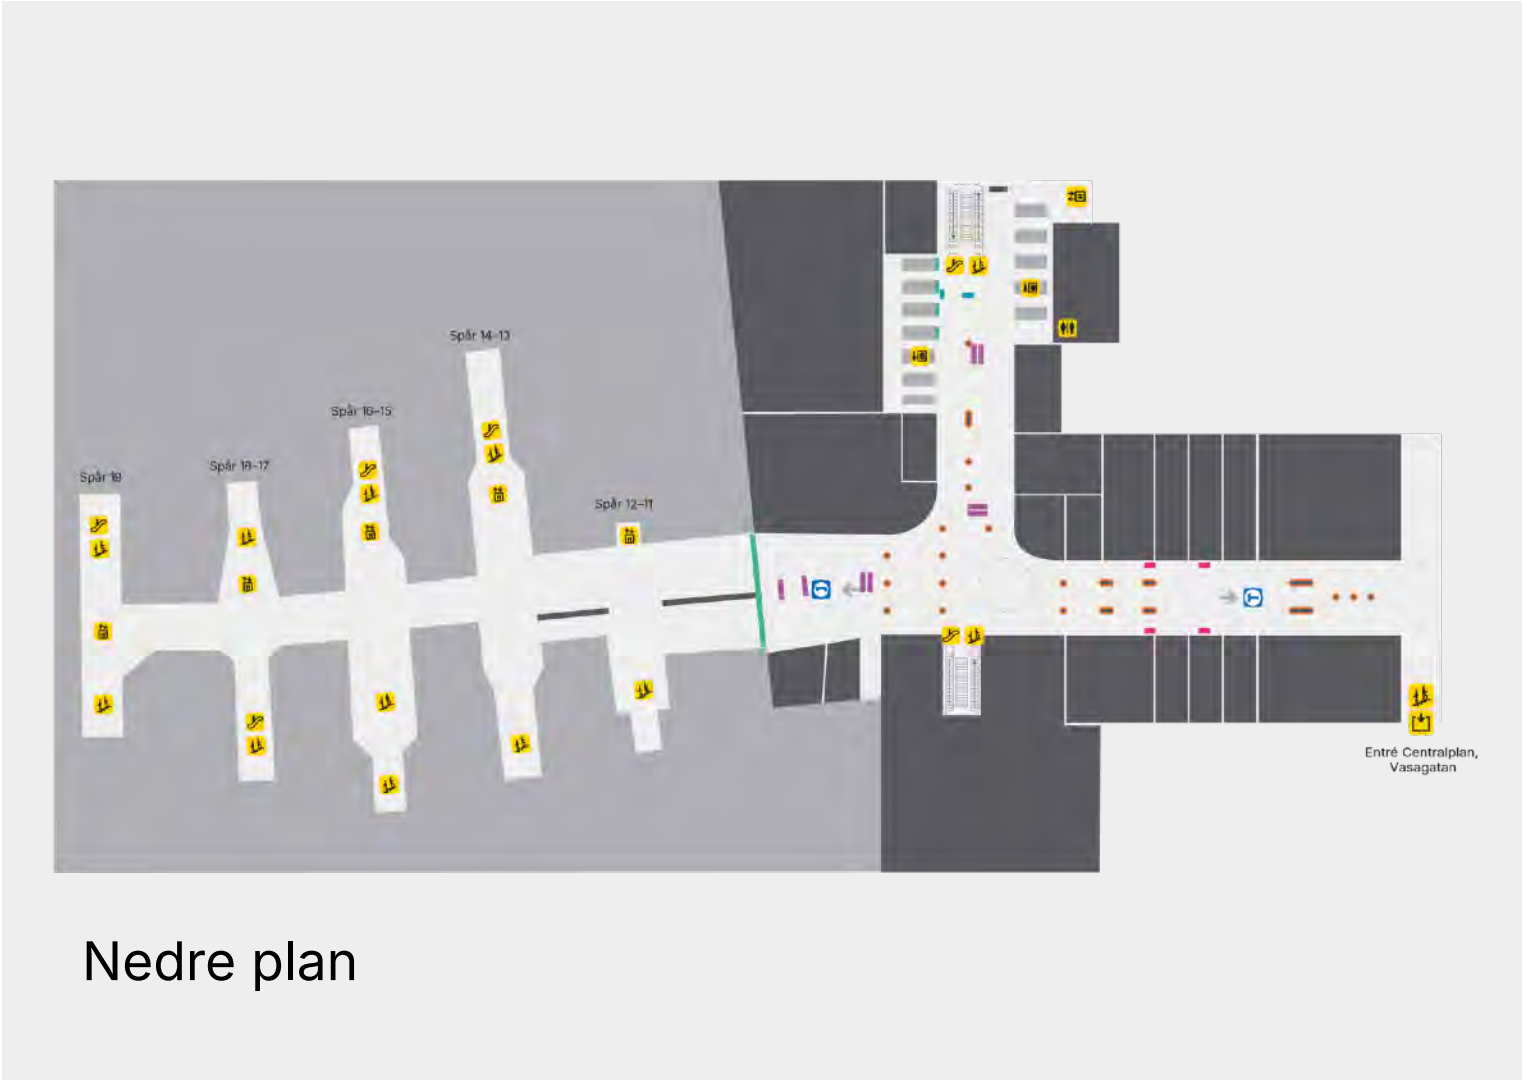 Spår 14–13
Spår 16–15
Spår 18–17
Spår 19
Spår 12–11
Entré Centralplan,
Vasagatan
Nedre plan